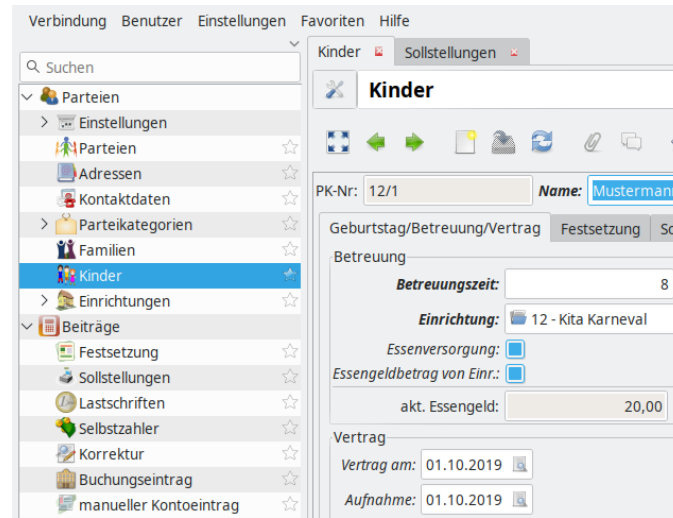 Verbindung Benutzer Einstellungen Favoriten Hilfe
Kinder Sollstellungen
Suchen
Kinder
Parteien
Einstellungen
Parteien
Adressen
Kontaktdaten
Parteikategorien
Familien
Kinder
Einrichtungen
Beiträge
Festsetzung
Sollstellungen
Lastschriften
Selbstzahler
Korrektur
Buchungseintrag
manueller Kontoeintrag
PK-Nr: 12/1 Name: Mustermann
Geburtstag/Betreuung/Vertrag Festsetzung So
Betreuung
Betreuungszeit: 8
Einrichtung: 12 - Kita Karneval
Essenversorgung:
Essengeldbetrag von Einr.:
akt. Essengeld: 20,00
Vertrag
Vertrag am: 01.10.2019
Aufnahme: 01.10.2019